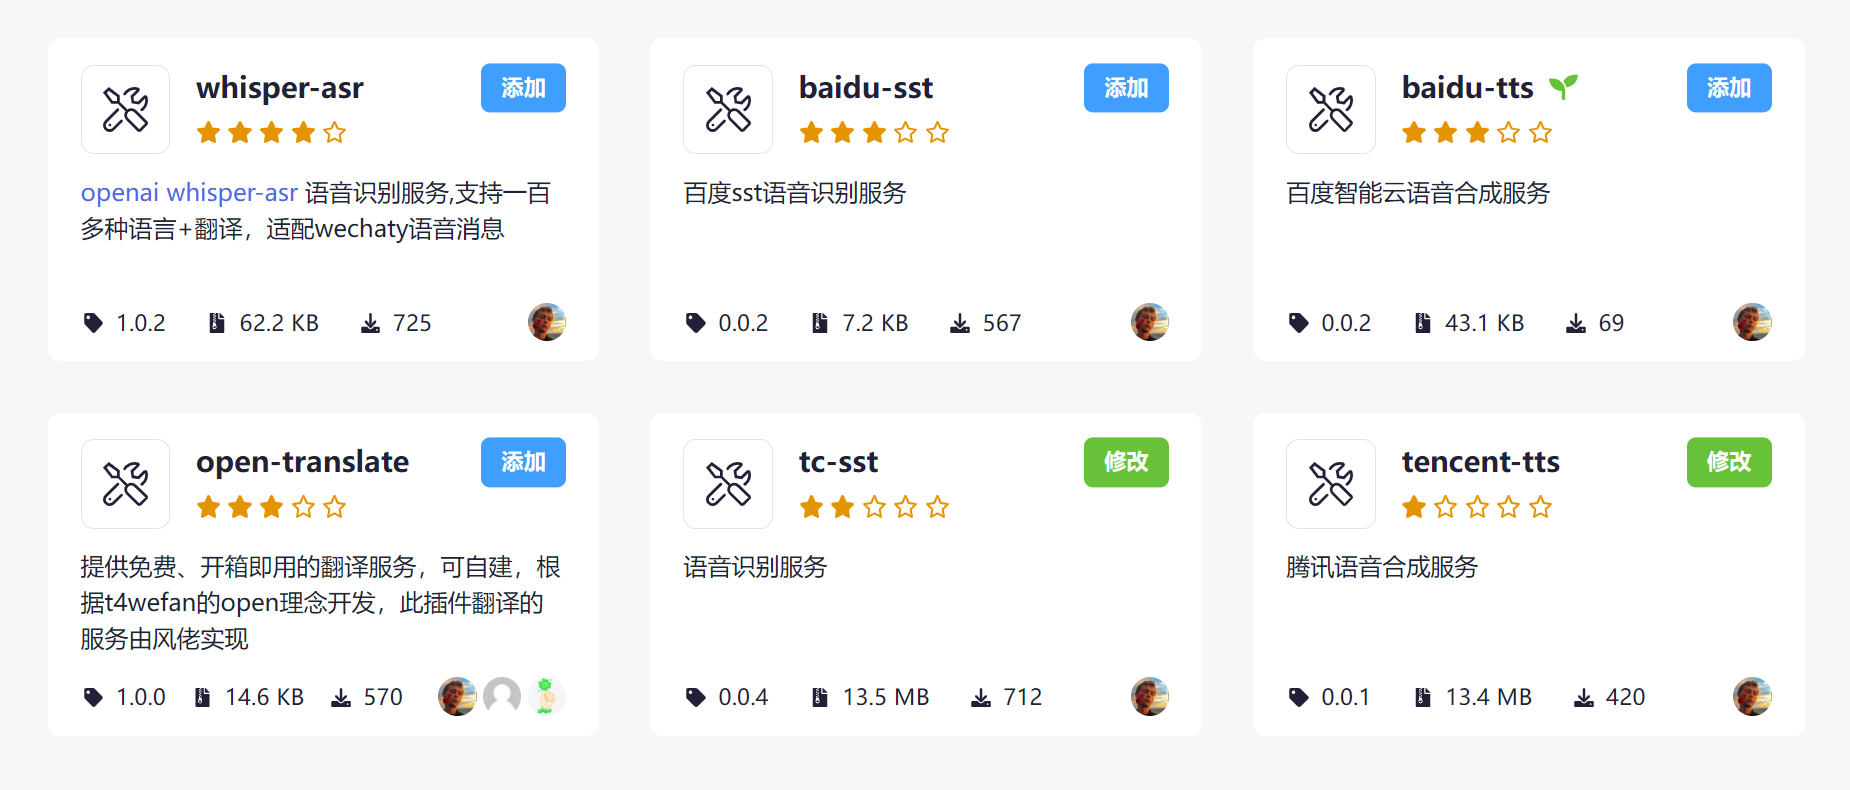 whisper-asr
添加
openai whisper-asr 语音识别服务,支持一百
多种语言+翻译，适配wechaty语音消息
1.0.2 62.2 KB 725
baidu-sst
添加
百度sst语音识别服务
0.0.2 7.2 KB 567
baidu-tts
添加
百度智能云语音合成服务
0.0.2 43.1 KB 69
open-translate
添加
提供免费、开箱即用的翻译服务，可自建，根
据t4wefan的open理念开发，此插件翻译的
服务由风佬实现
1.0.0 14.6 KB 570
tc-sst
修改
语音识别服务
0.0.4 13.5 MB 712
tencent-tts
修改
腾讯语音合成服务
0.0.1 13.4 MB 420